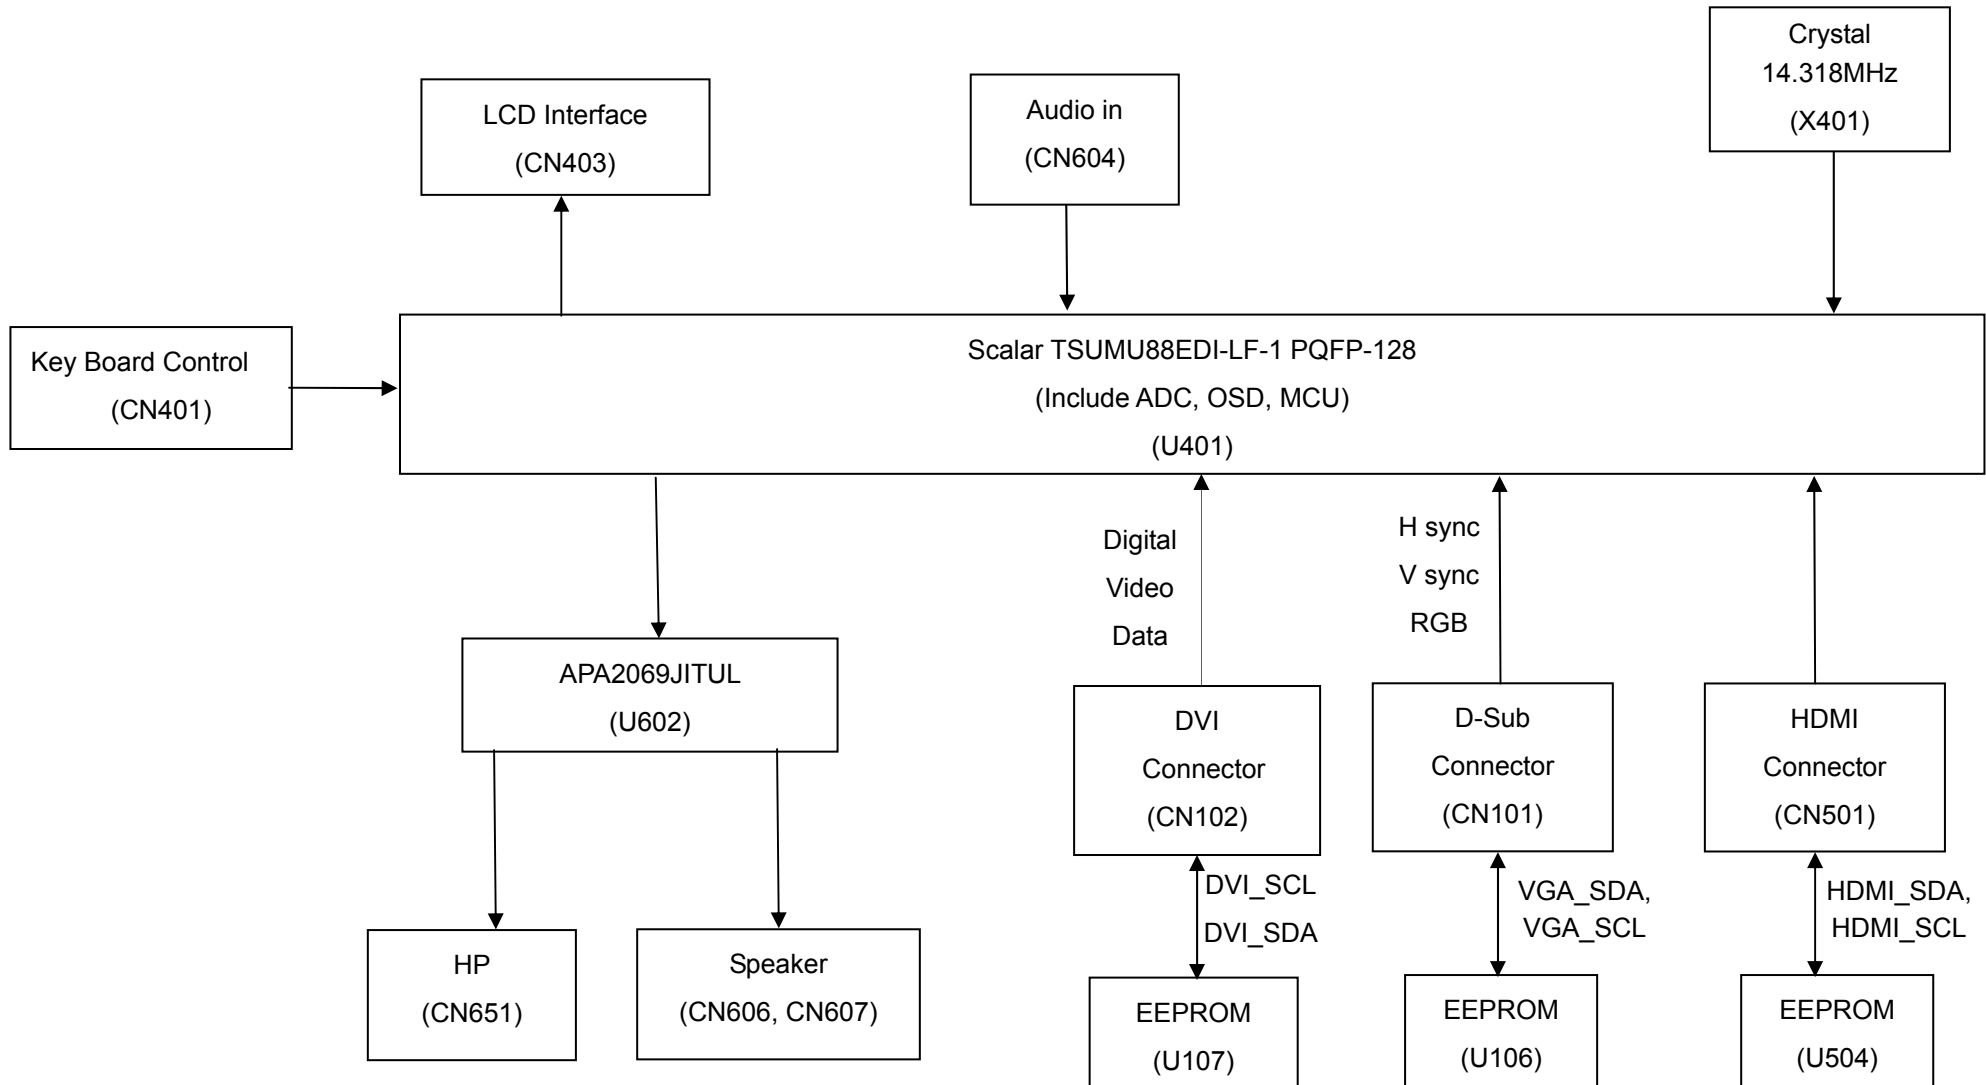 Crystal
14.318MHz
(X401)
LCD Interface
(CN403)
Audio in
(CN604)
Key Board Control
(CN401)
Scalar TSUMU88EDI-LF-1 PQFP-128
(Include ADC, OSD, MCU)
(U401)
Digital
Video
Data
H sync
V sync
RGB
APA2069JITUL
(U602)
DVI
Connector
(CN102)
D-Sub
Connector
(CN101)
HDMI
Connector
(CN501)
DVI_SCL
DVI_SDA
VGA_SDA,
VGA_SCL
HDMI_SDA,
HDMI_SCL
HP
(CN651)
Speaker
(CN606, CN607)
EEPROM
(U107)
EEPROM
(U106)
EEPROM
(U504)